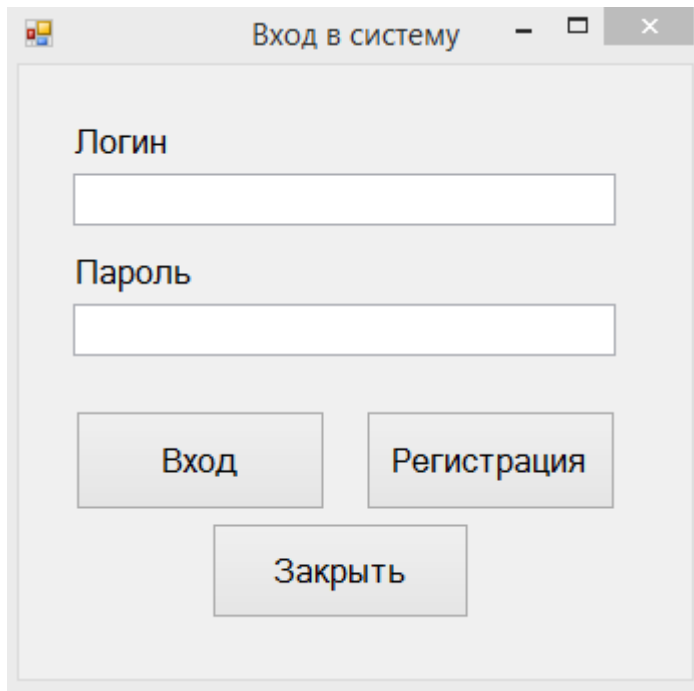 Вход в систему
Логин
Пароль
Вход
Регистрация
Закрыть